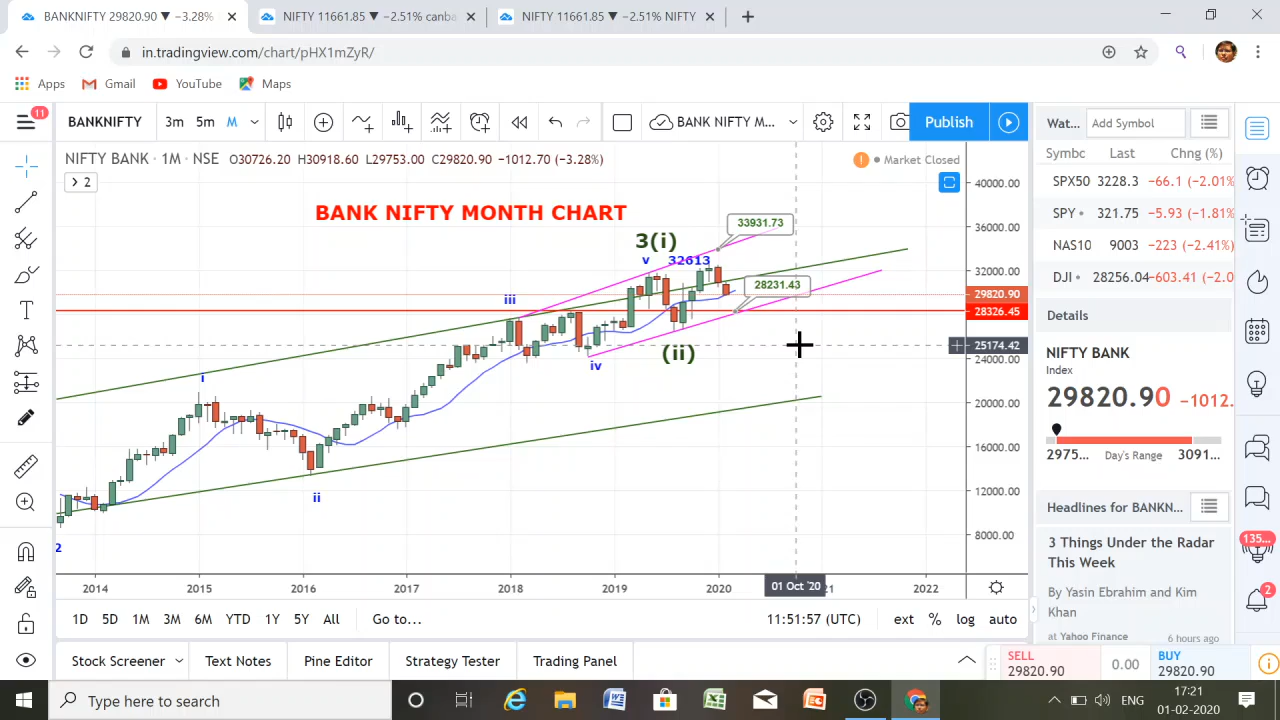 BANKNIFTY 29820.90 ▼ −3.28%
NIFTY 11661.85 ▼ −2.51% canba
NIFTY 11661.85 ▼ −2.51% NIFTY
in.tradingview.com/chart/pHX1mZyR/
Apps
Gmail
YouTube
Maps
11
BANKNIFTY
3m
5m
M
BANK NIFTY M...
Publish
NIFTY BANK · 1M · NSE O30726.20 H30918.60 L29753.00 C29820.90 −1012.70 (−3.28%)
Market Closed
2
BANK NIFTY MONTH CHART
33931.73
3(i)
v 32613
28231.43
iii
(ii)
iv
i
ii
2
40000.00
36000.00
32000.00
29820.90
28326.45
25174.42
24000.00
20000.00
16000.00
12000.00
8000.00
2014
2015
2016
2017
2018
2019
2020
01 Oct '20
2022
1D
5D
1M
3M
6M
YTD
1Y
5Y
All
Go to...
11:51:57 (UTC)
ext
%
log
auto
Stock Screener
Text Notes
Pine Editor
Strategy Tester
Trading Panel
Wat...
Add Symbol
Symbc Last Chng (%)
SPX50 3228.3 −66.1 (−2.01%
SPY 321.75 −5.93 (−1.81%
NAS10 9003 −223 (−2.41%)
DJI 28256.04 −603.41 (−2.0
Details
NIFTY BANK
Index
29820.90 −1012.
2975... Day's Range 3091...
Headlines for BANKN...
3 Things Under the Radar
This Week
By Yasin Ebrahim and Kim
Khan
at Yahoo Finance 6 hours ago
135...
2
SELL
29820.90
0.00
BUY
29820.90
Type here to search
ENG
17:21
01-02-2020